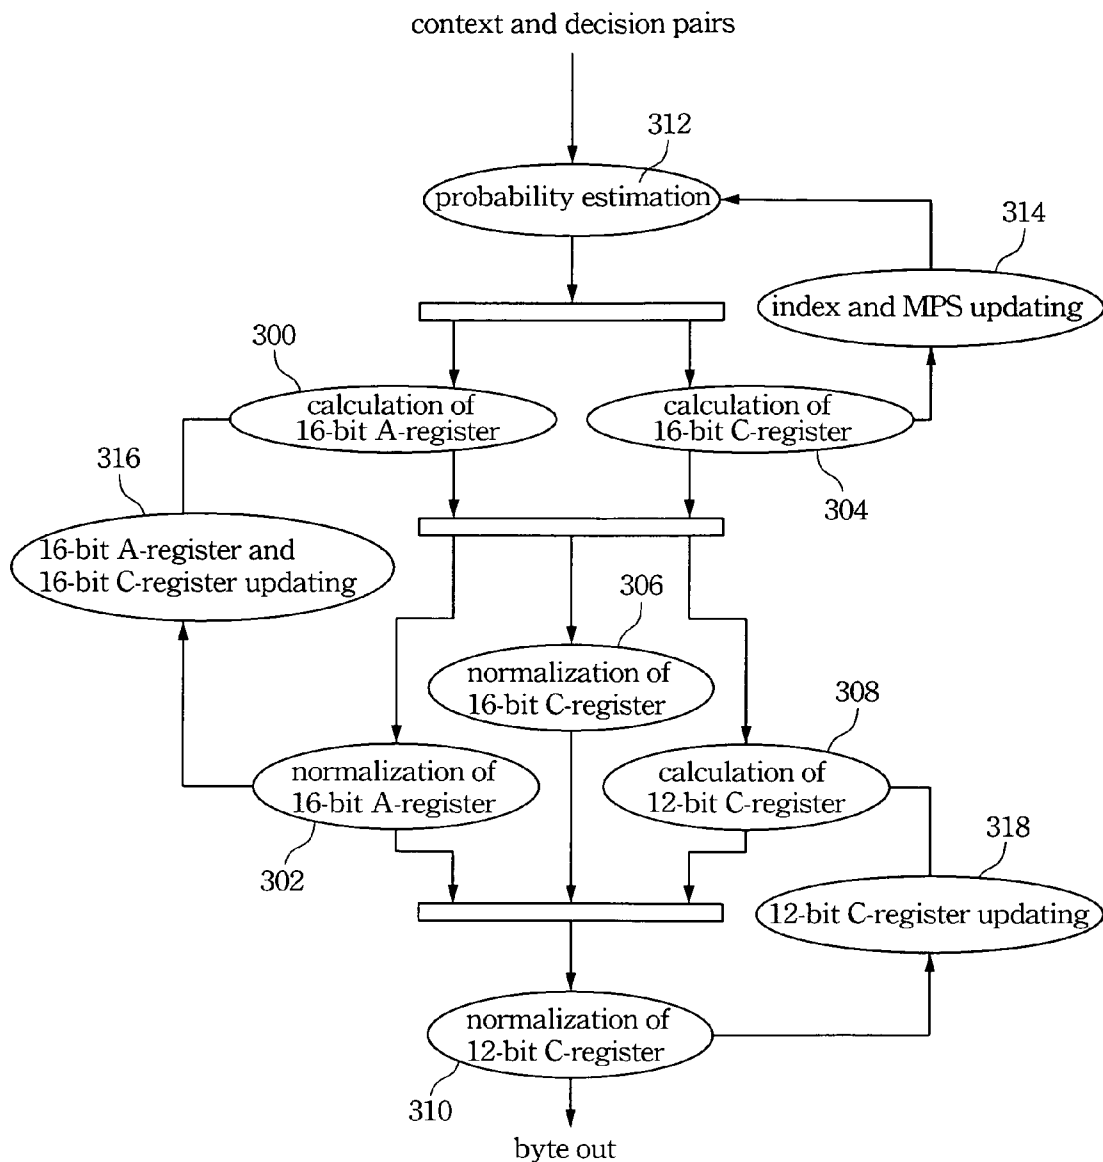 context and decision pairs
312
probability estimation
314
index and MPS updating
300
calculation of
16-bit A-register
calculation of
16-bit C-register
304
316
16-bit A-register and
16-bit C-register updating
306
normalization of
16-bit C-register
308
normalization of
16-bit A-register
calculation of
12-bit C-register
302
318
12-bit C-register updating
normalization of
12-bit C-register
310
byte out